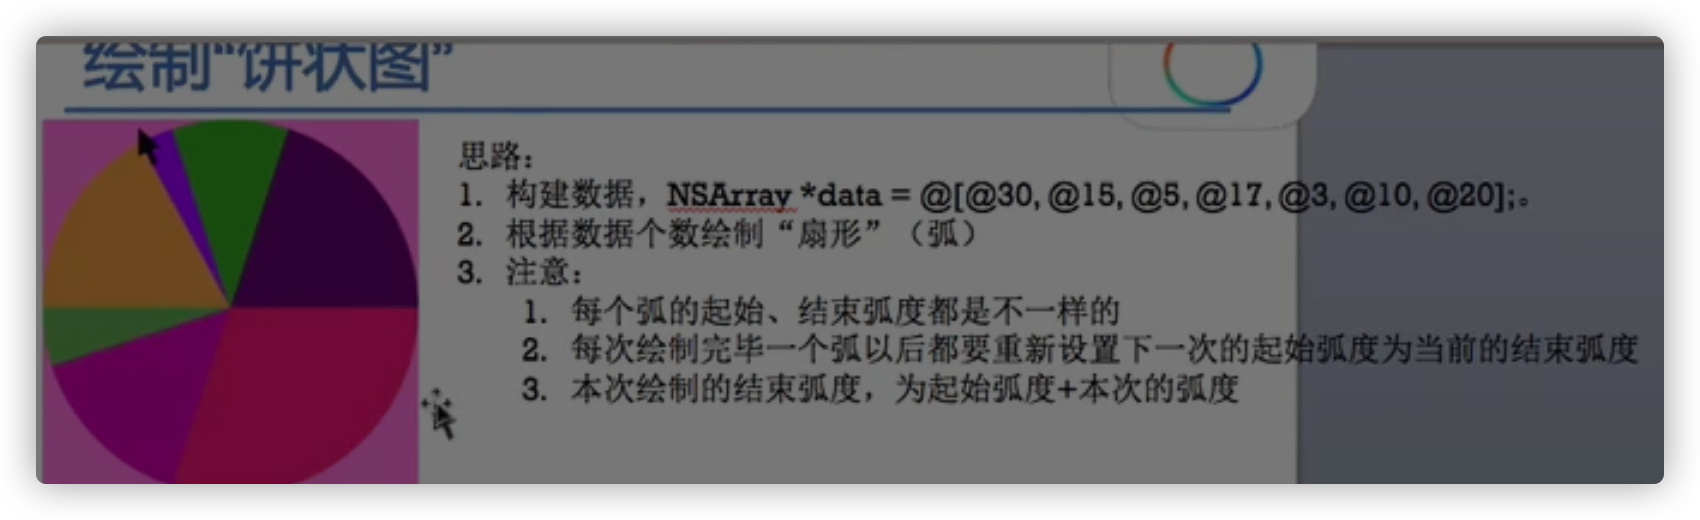 绘制“饼状图”
思路：
1. 构建数据，NSArray *data = @[@30, @15, @5, @17, @3, @10, @20];。
2. 根据数据个数绘制“扇形”（弧）
3. 注意：
1. 每个弧的起始、结束弧度都是不一样的
2. 每次绘制完毕一个弧以后都要重新设置下一次的起始弧度为当前的结束弧度
3. 本次绘制的结束弧度，为起始弧度+本次的弧度